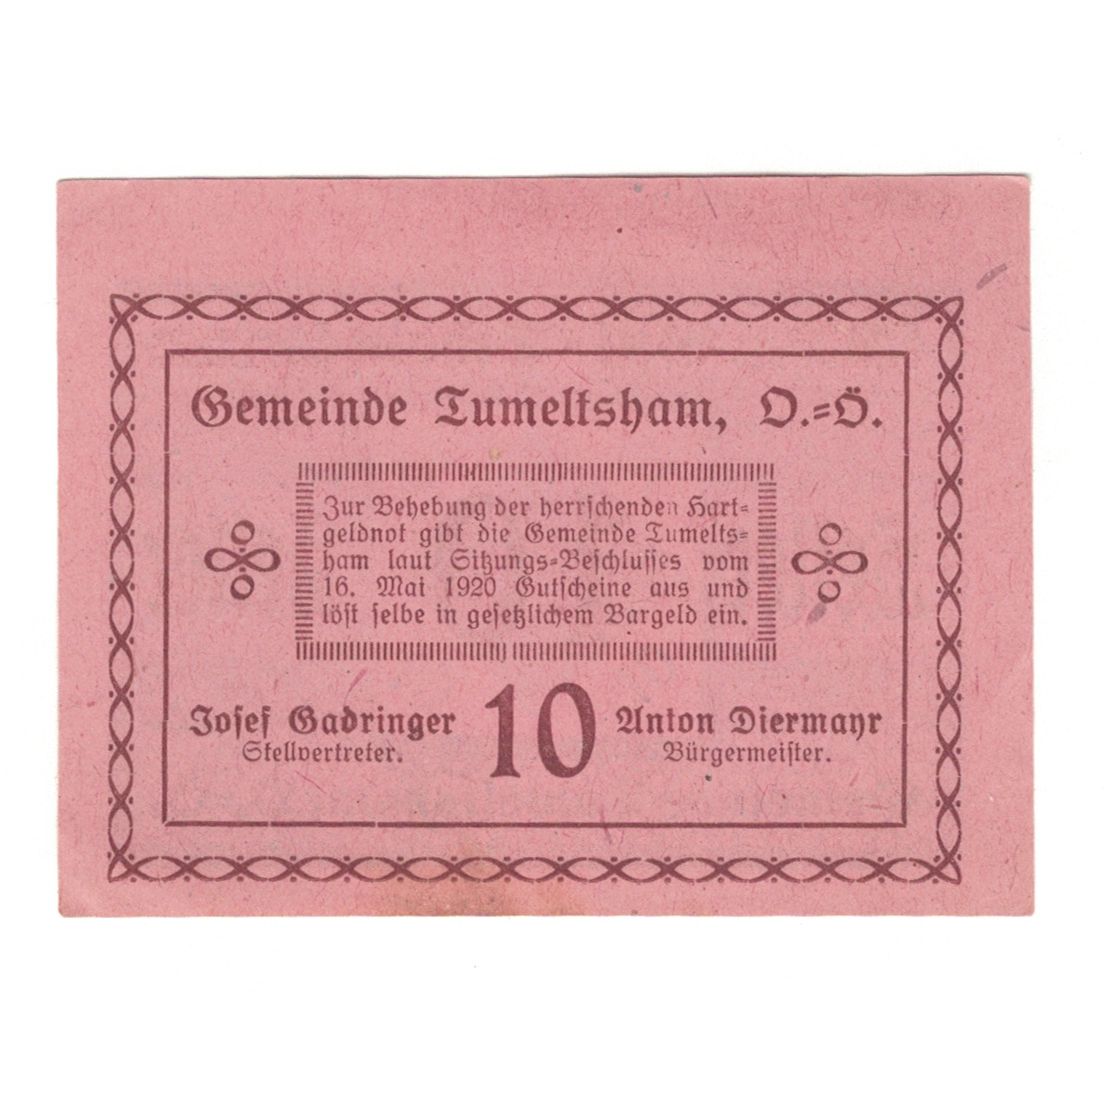 Gemeinde Tumeltsham, O.=Ö.
Zur Behebung der herrschenden Hart=
geldnot gibt die Gemeinde Tumelts=
ham laut Sitzungs=Beschlusses vom
16. Mai 1920 Gutscheine aus und
löst selbe in gesetzlichem Bargeld ein.
Josef Gadringer
Stellvertreter.
10
Anton Diermayr
Bürgermeister.